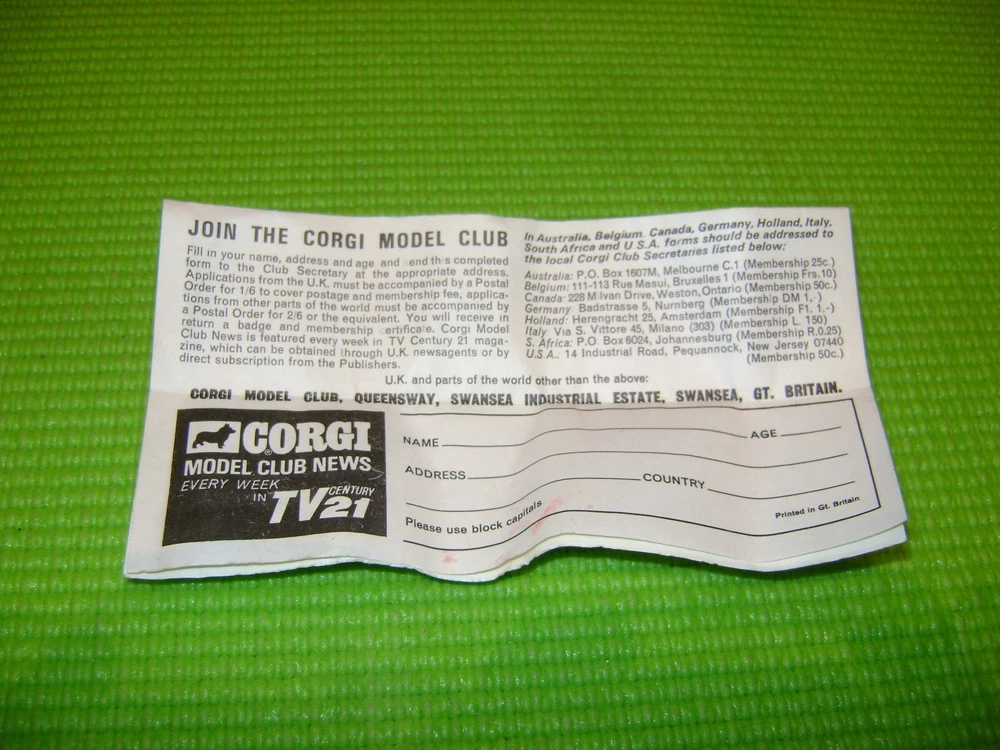 JOIN THE CORGI MODEL CLUB
Fill in your name, address and age and end this completed
form to the Club Secretary at the appropriate address.
Applications from the U.K. must be accompanied by a Postal
Order for 1/6 to cover postage and membership fee, applica-
tions from other parts of the world must be accompanied by
a Postal Order for 2/6 or the equivalent. You will receive in
return a badge and membership certificate. Corgi Model
Club News is featured every week in TV Century 21 maga-
zine, which can be obtained through U.K. newsagents or by
direct subscription from the Publishers.
In Australia, Belgium, Canada, Germany, Holland, Italy,
South Africa and U S.A. forms should be addressed to
the local Corgi Club Secretaries listed below:
Australia: P.O. Box 1607M, Melbourne C.1 (Membership 25c.)
Belgium: 111-113 Rue Masui, Bruxelles 1 (Membership Frs.10)
Canada: 228 Milvan Drive, Weston, Ontario (Membership 50c.)
Germany Badstrasse 5, Nurnberg (Membership DM 1,-)
Holland: Herengracht 25, Amsterdam (Membership F1. 1,-)
Italy Via S. Vittore 45, Milano (303) (Membership L. 150)
S. Africa: P.O. Box 6024, Johannesburg (Membership R.0.25)
U.S A.. 14 Industrial Road, Pequannock, New Jersey 07440
(Membership 50c.)
U.K. and parts of the world other than the above:
CORGI MODEL CLUB, QUEENSWAY, SWANSEA INDUSTRIAL ESTATE, SWANSEA, GT. BRITAIN.
CORGI
MODEL CLUB NEWS
EVERY WEEK
IN TV CENTURY 21
NAME AGE
ADDRESS COUNTRY
Please use block capitals
Printed in Gt. Britain